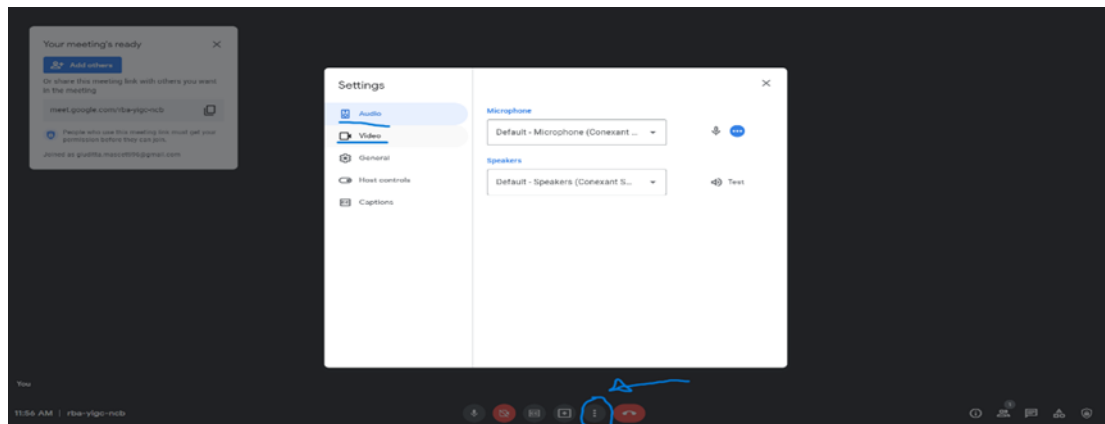 Your meeting's ready
Add others
Or share this meeting link with others you want
in the meeting
meet.google.com/rba-yigc-ncb
People who use this meeting link must get your
permission before they can join.
Joined as
Settings
Audio
Video
General
Host controls
Captions
Microphone
Default - Microphone (Conexant ...
Speakers
Default - Speakers (Conexant S...
Test
You
11:56 AM | rba-yigc-ncb